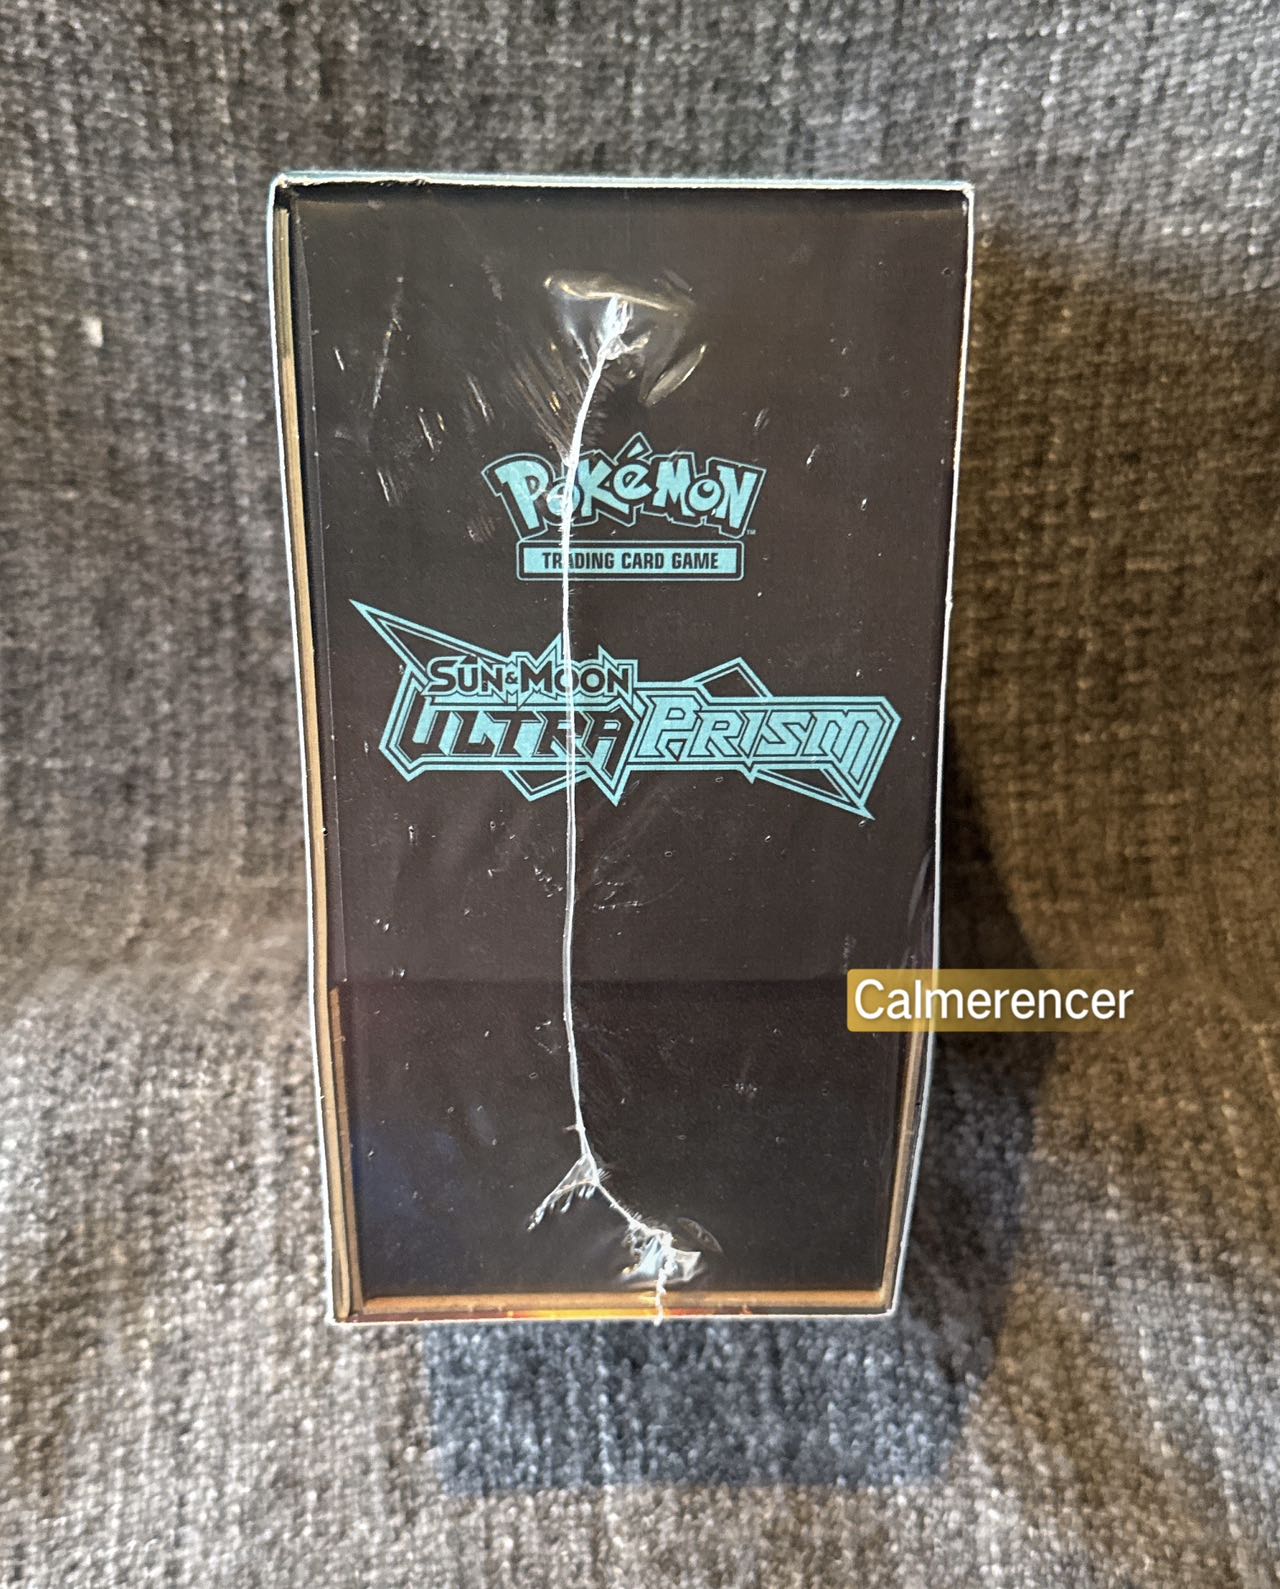 POKéMON
TRADING CARD GAME
SUN & MOON
ULTRA PRISM
Calmerencer